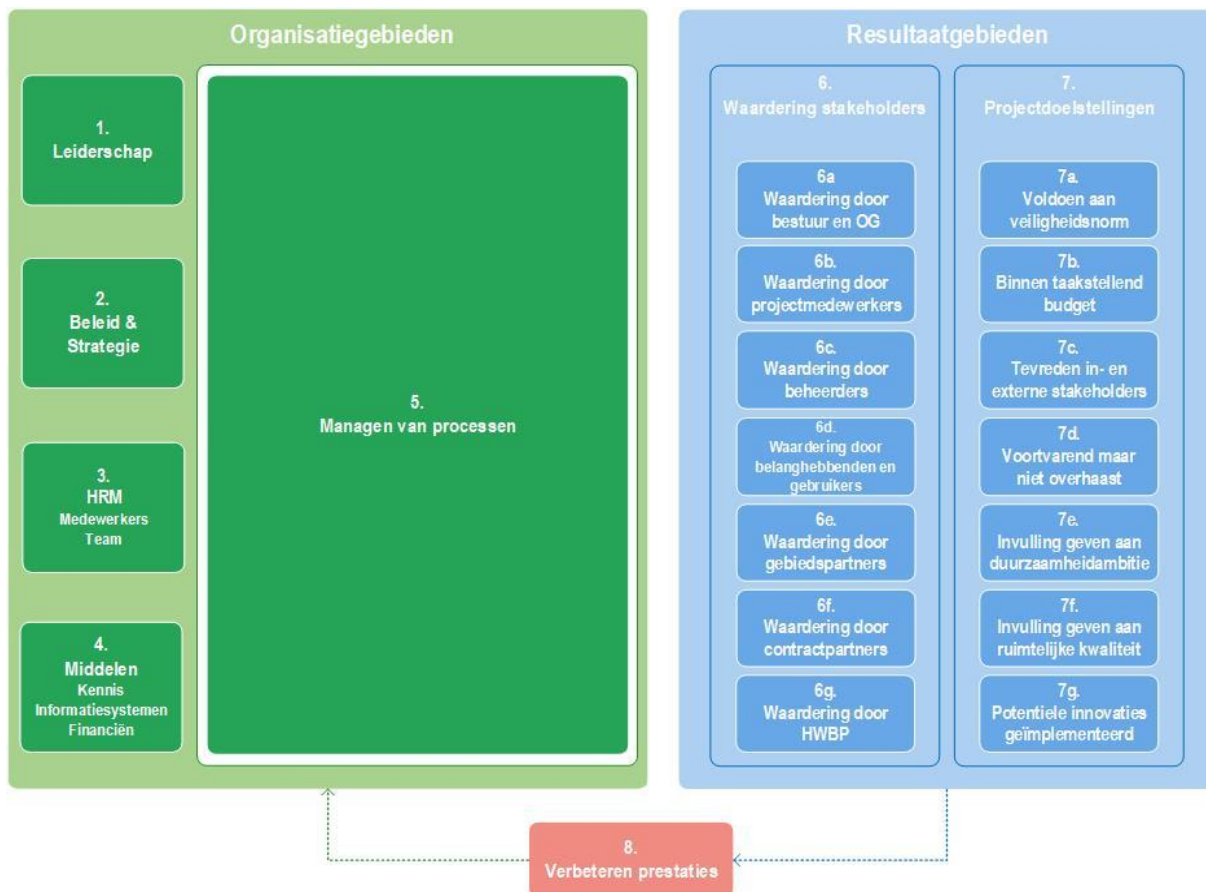 Organisatiegebieden
1.
Leiderschap
2.
Beleid &
Strategie
3.
HRM
Medewerkers
Team
4.
Middelen
Kennis
Informatiesystemen
Financiën
5.
Managen van processen
Resultaatgebieden
6.
Waardering stakeholders
6a
Waardering door
bestuur en OG
6b.
Waardering door
projectmedewerkers
6c.
Waardering door
beheerders
6d.
Waardering door
belanghebbenden en
gebruikers
6e.
Waardering door
gebiedspartners
6f.
Waardering door
contractpartners
6g.
Waardering door
HWBP
7.
Projectdoelstellingen
7a.
Voldoen aan
veiligheidsnorm
7b.
Binnen taakstellend
budget
7c.
Tevreden in- en
externe stakeholders
7d.
Voortvarend maar
niet overhaast
7e.
Invulling geven aan
duurzaamheidambitie
7f.
Invulling geven aan
ruimtelijke kwaliteit
7g.
Potentiele innovaties
geïmplementeerd
8.
Verbeteren prestaties